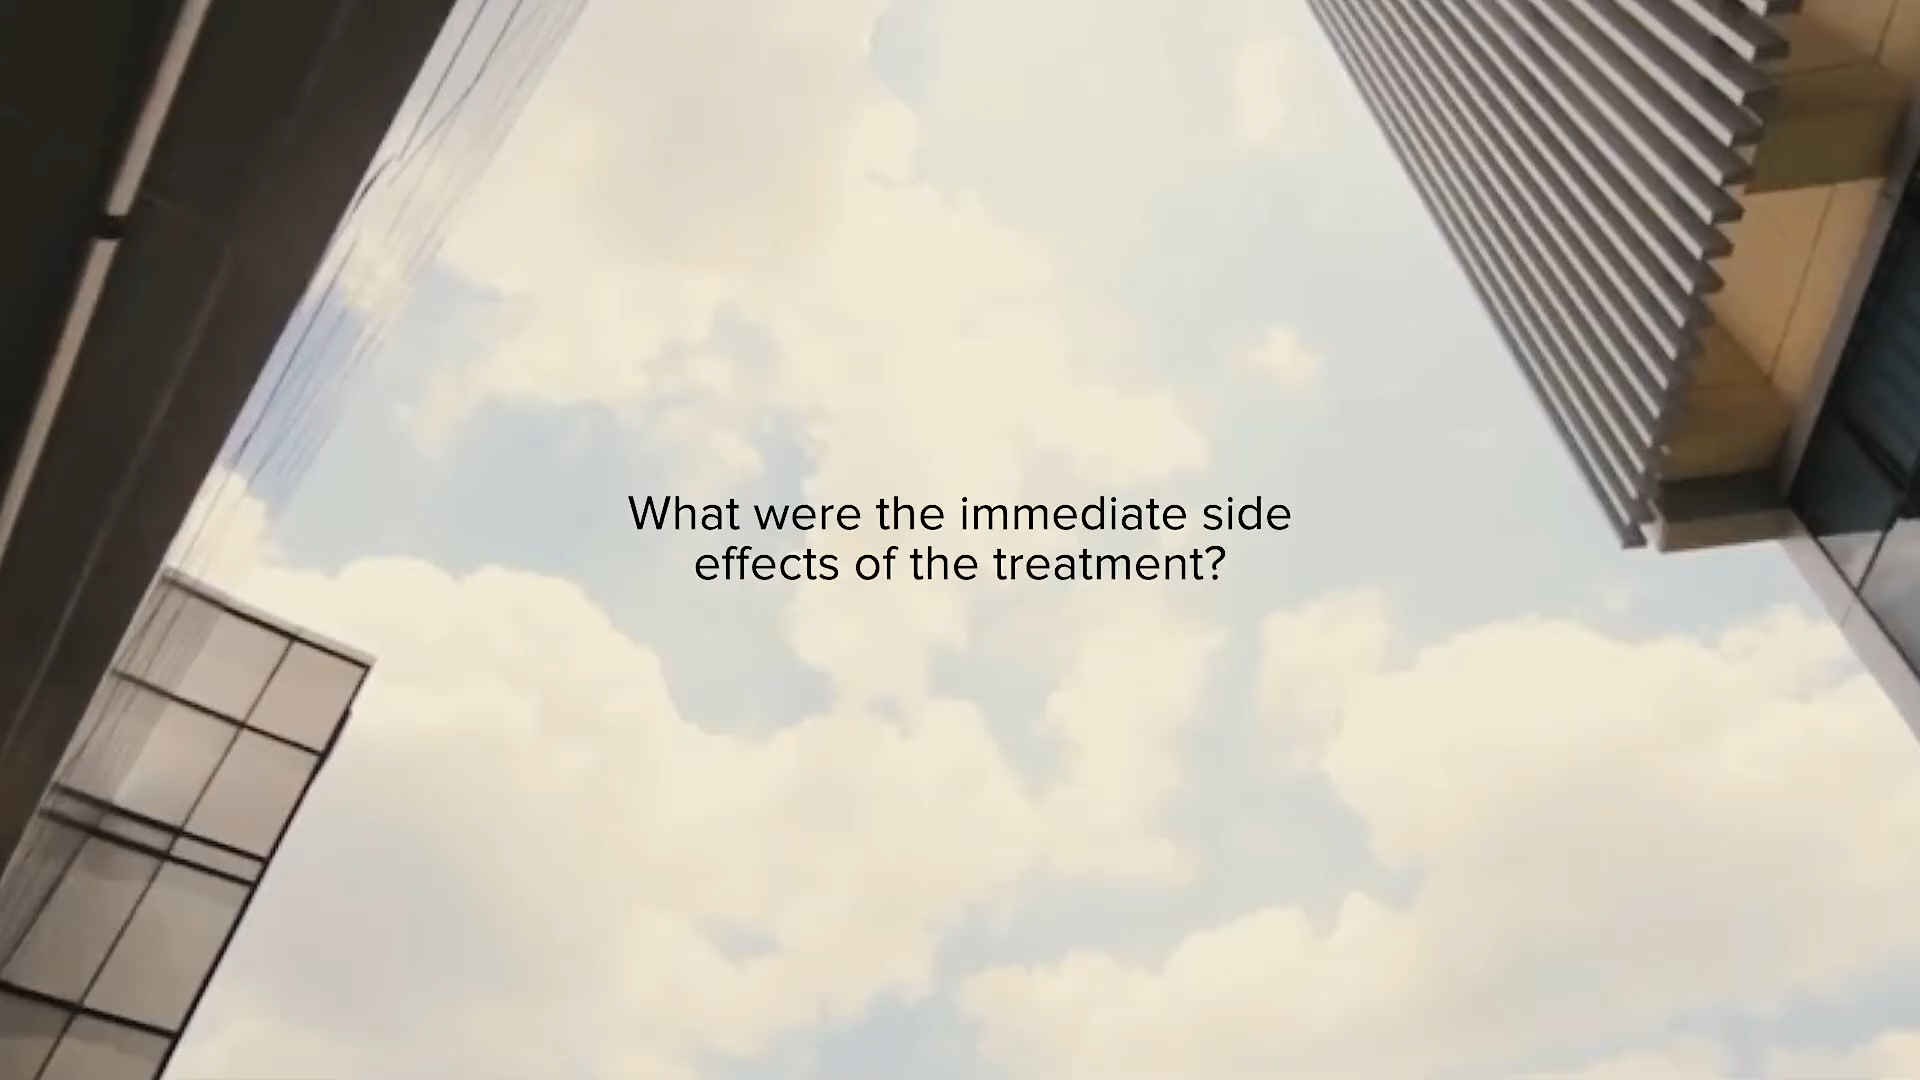 What were the immediate side
effects of the treatment?